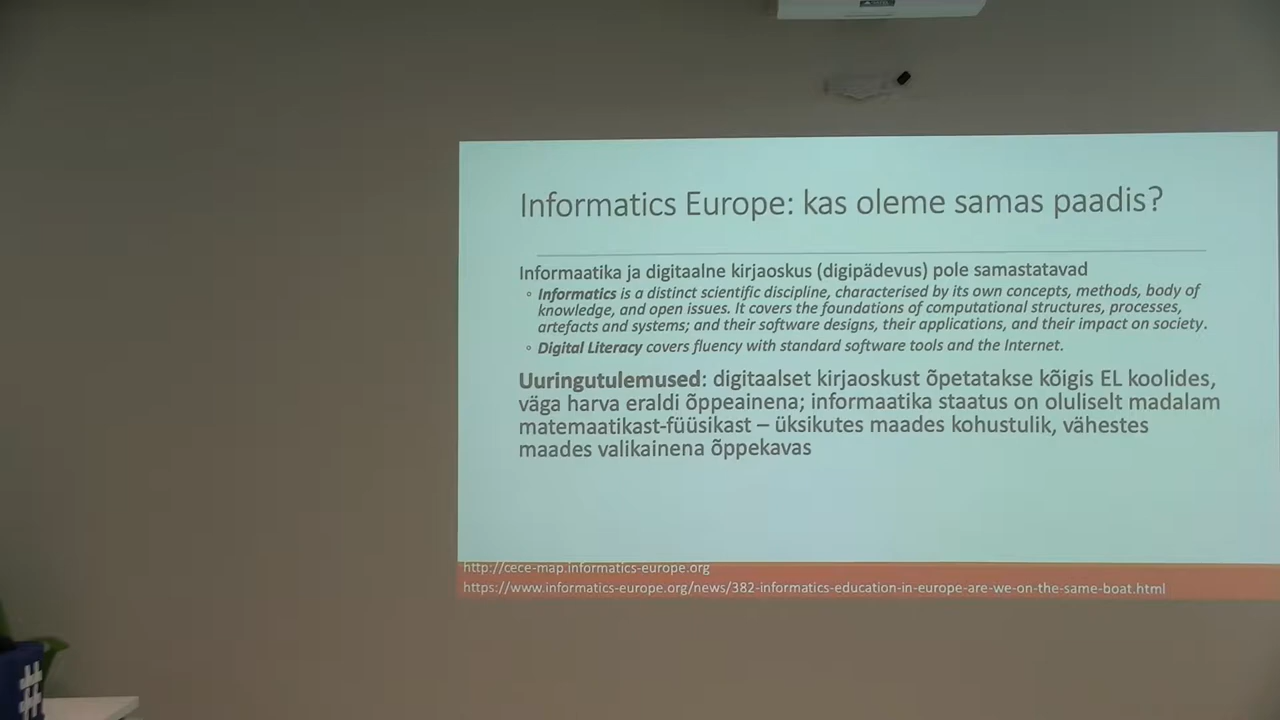 Informatics Europe: kas oleme samas paadis?
Informaatika ja digitaalne kirjaoskus (digipädevus) pole samastatavad
◦ Informatics is a distinct scientific discipline, characterised by its own concepts, methods, body of
knowledge, and open issues. It covers the foundations of computational structures, processes,
artefacts and systems; and their software designs, their applications, and their impact on society.
◦ Digital Literacy covers fluency with standard software tools and the Internet.
Uuringutulemused: digitaalset kirjaoskust õpetatakse kõigis EL koolides,
väga harva eraldi õppeainena; informaatika staatus on oluliselt madalam
matemaatikast-füüsikast – üksikutes maades kohustulik, vähestes
maades valikainena õppekavas
http://cece-map.informatics-europe.org
https://www.informatics-europe.org/news/382-informatics-education-in-europe-are-we-on-the-same-boat.html
#